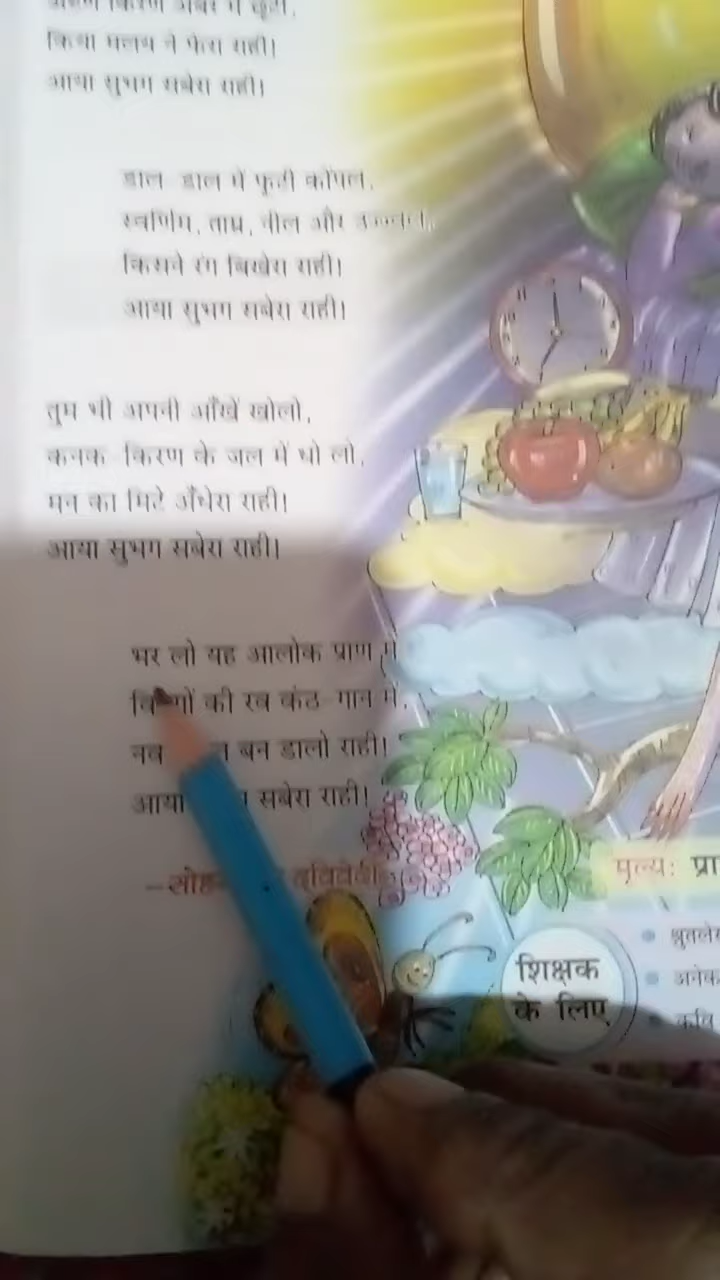 किया मलय ने फेरा राही!
आया सुभग सबेरा राही!
डाल-डाल में फूटी कोंपल,
स्वर्णिम, ताम्र, नील और
किसने रंग बिखेरा राही!
आया सुभग सबेरा राही!
तुम भी अपनी आँखें खोलो,
कनक-किरण के जल में धो लो,
मन का मिटे अँधेरा राही!
आया सुभग सबेरा राही!
भर लो यह आलोक प्राण में
की रव कंठ-गान में,
नव बन डालो राही!
आया सबेरा राही!
मूल्य:
शिक्षक
के लिए